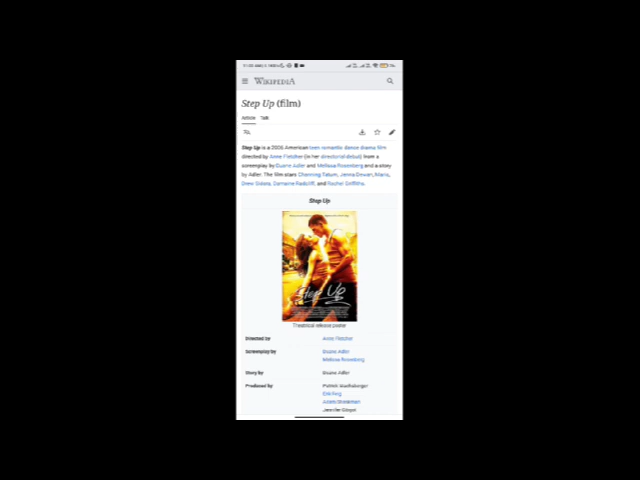 WIKIPEDIA
Step Up (film)
Article Talk
Step Up is a 2006 American teen romantic dance drama film
directed by Anne Fletcher (in her directorial debut) from a
screenplay by Duane Adler and Melissa Rosenberg and a story
by Adler. The film stars Channing Tatum, Jenna Dewan, Mario,
Drew Sidora, Damaine Radcliff, and Rachel Griffiths.
Step Up
Step Up
Theatrical release poster
Directed by Anne Fletcher
Screenplay by Duane Adler
Melissa Rosenberg
Story by Duane Adler
Produced by Patrick Wachsberger
Erik Feig
Adam Shankman
Jennifer Gibgot